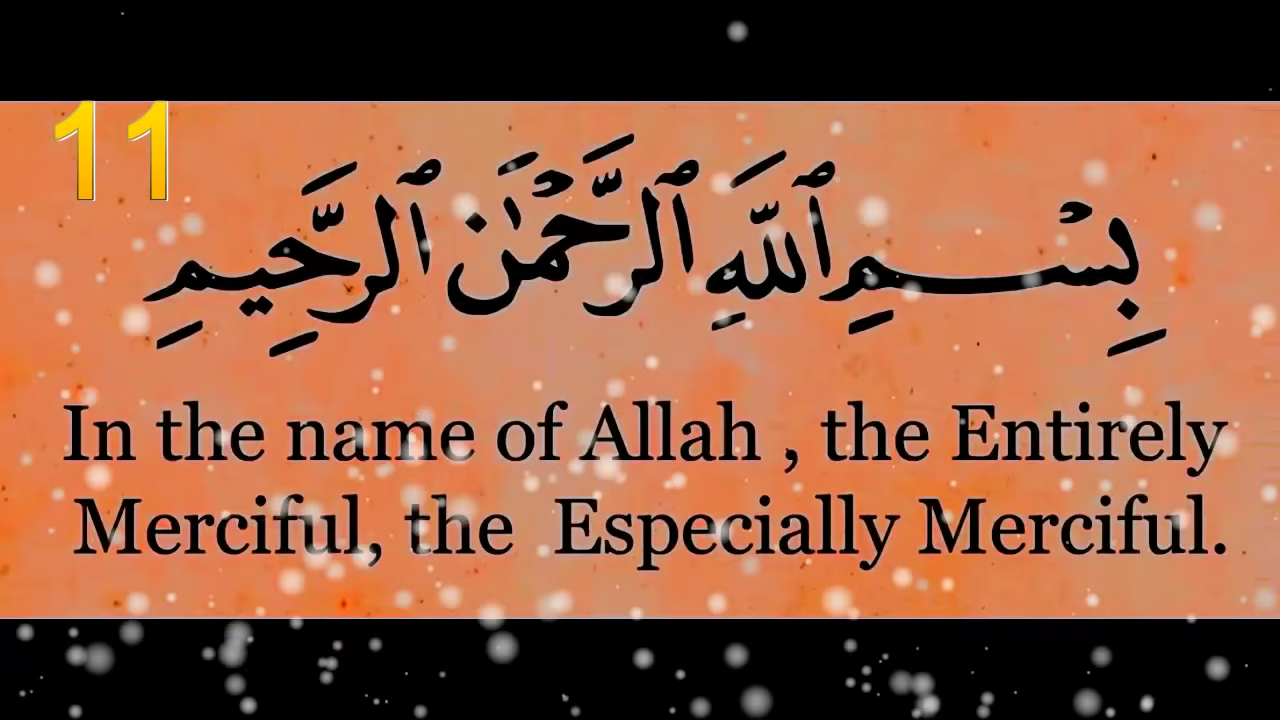 11
بِسْمِ ٱللَّهِ ٱلرَّحْمَٰنِ ٱلرَّحِيمِ
In the name of Allah , the Entirely
Merciful, the Especially Merciful.